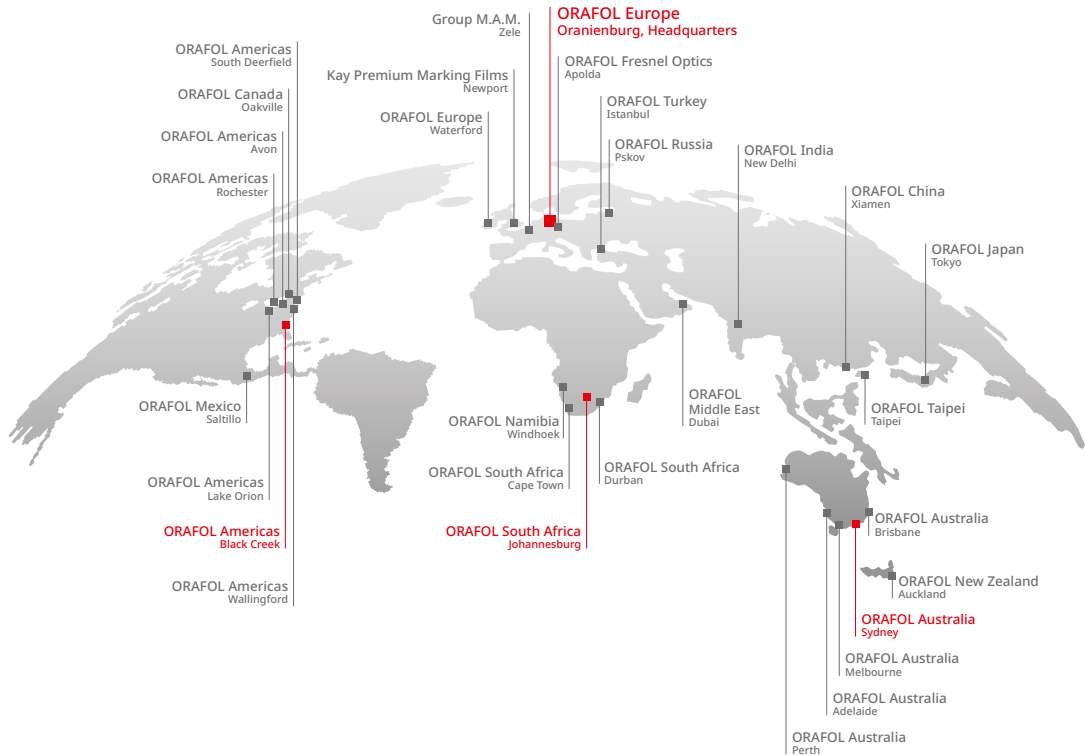 Group M.A.M.
Zele
ORAFOL Europe
Oranienburg, Headquarters
ORAFOL Americas
South Deerfield
ORAFOL Fresnel Optics
Apolda
Kay Premium Marking Films
Newport
ORAFOL Canada
Oakville
ORAFOL Turkey
Istanbul
ORAFOL Europe
Waterford
ORAFOL Americas
Avon
ORAFOL Russia
Pskov
ORAFOL India
New Delhi
ORAFOL Americas
Rochester
ORAFOL China
Xiamen
ORAFOL Japan
Tokyo
ORAFOL Mexico
Saltillo
ORAFOL Namibia
Windhoek
ORAFOL
Middle East
Dubai
ORAFOL Taipei
Taipei
ORAFOL South Africa
Cape Town
ORAFOL South Africa
Durban
ORAFOL Americas
Lake Orion
ORAFOL Americas
Black Creek
ORAFOL South Africa
Johannesburg
ORAFOL Australia
Brisbane
ORAFOL Americas
Wallingford
ORAFOL New Zealand
Auckland
ORAFOL Australia
Sydney
ORAFOL Australia
Melbourne
ORAFOL Australia
Adelaide
ORAFOL Australia
Perth